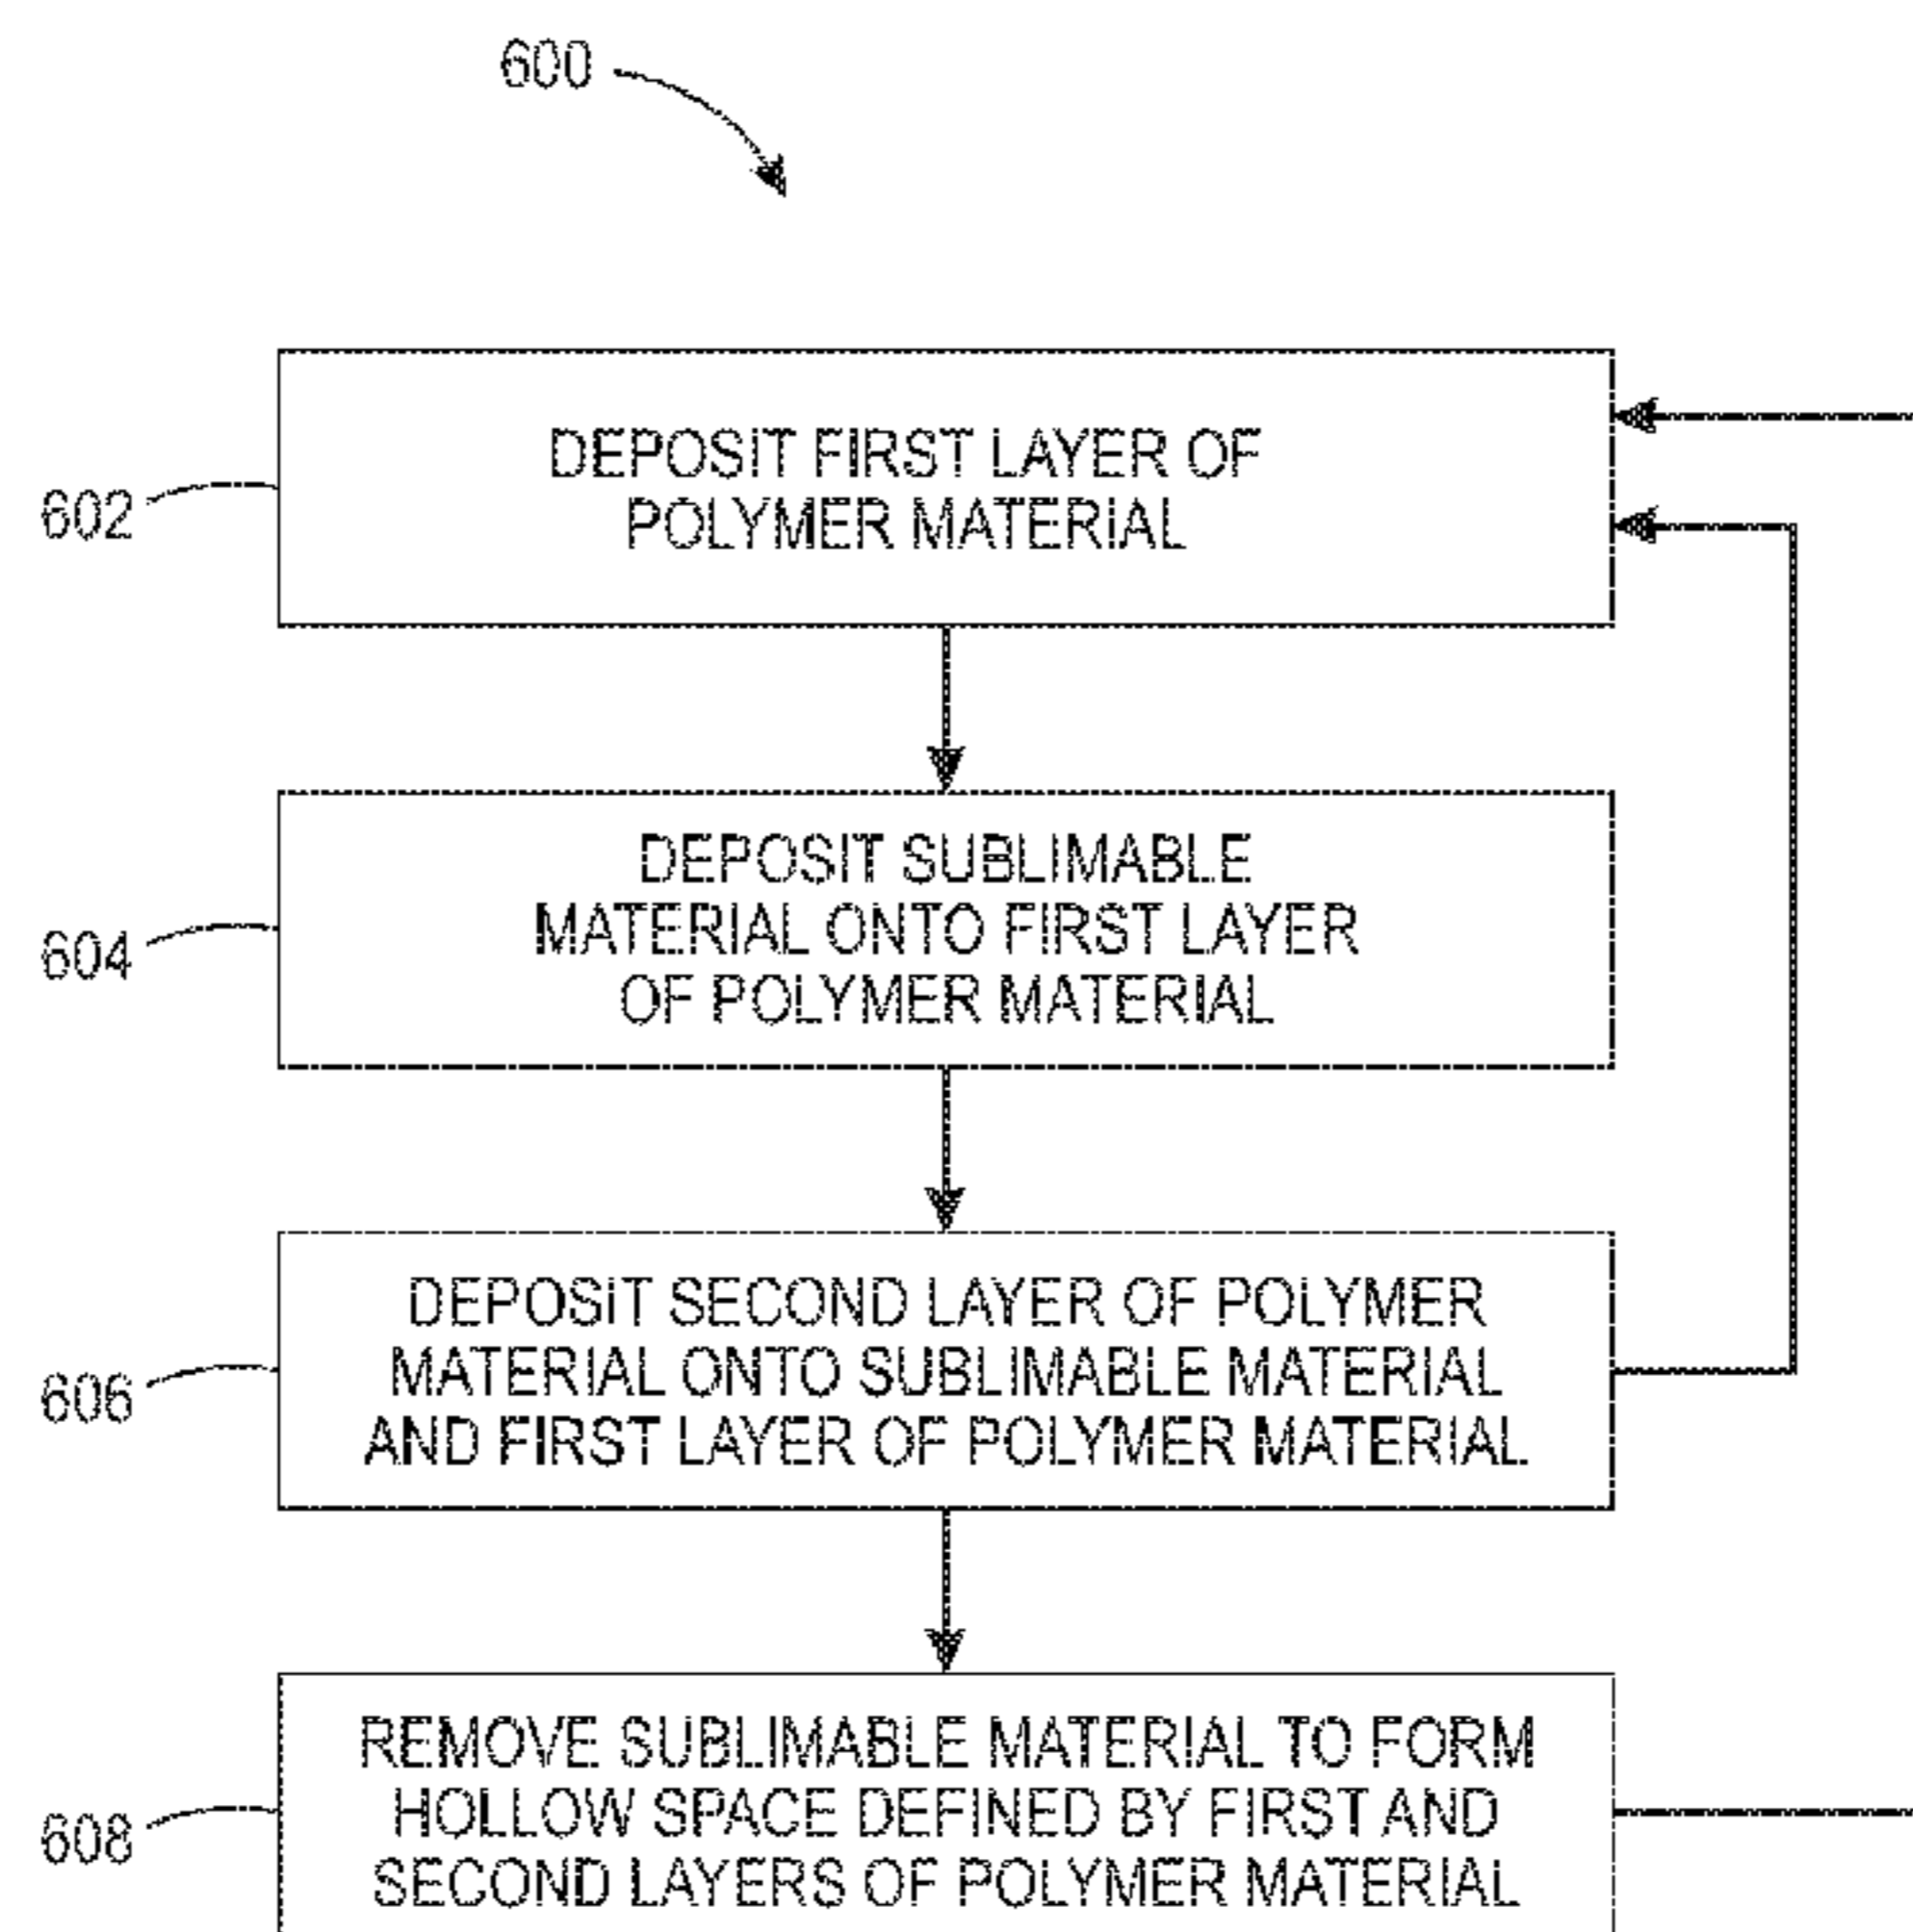 600
602
DEPOSIT FIRST LAYER OF
POLYMER MATERIAL
604
DEPOSIT SUBLIMABLE
MATERIAL ONTO FIRST LAYER
OF POLYMER MATERIAL
606
DEPOSIT SECOND LAYER OF POLYMER
MATERIAL ONTO SUBLIMABLE MATERIAL
AND FIRST LAYER OF POLYMER MATERIAL
608
REMOVE SUBLIMABLE MATERIAL TO FORM
HOLLOW SPACE DEFINED BY FIRST AND
SECOND LAYERS OF POLYMER MATERIAL